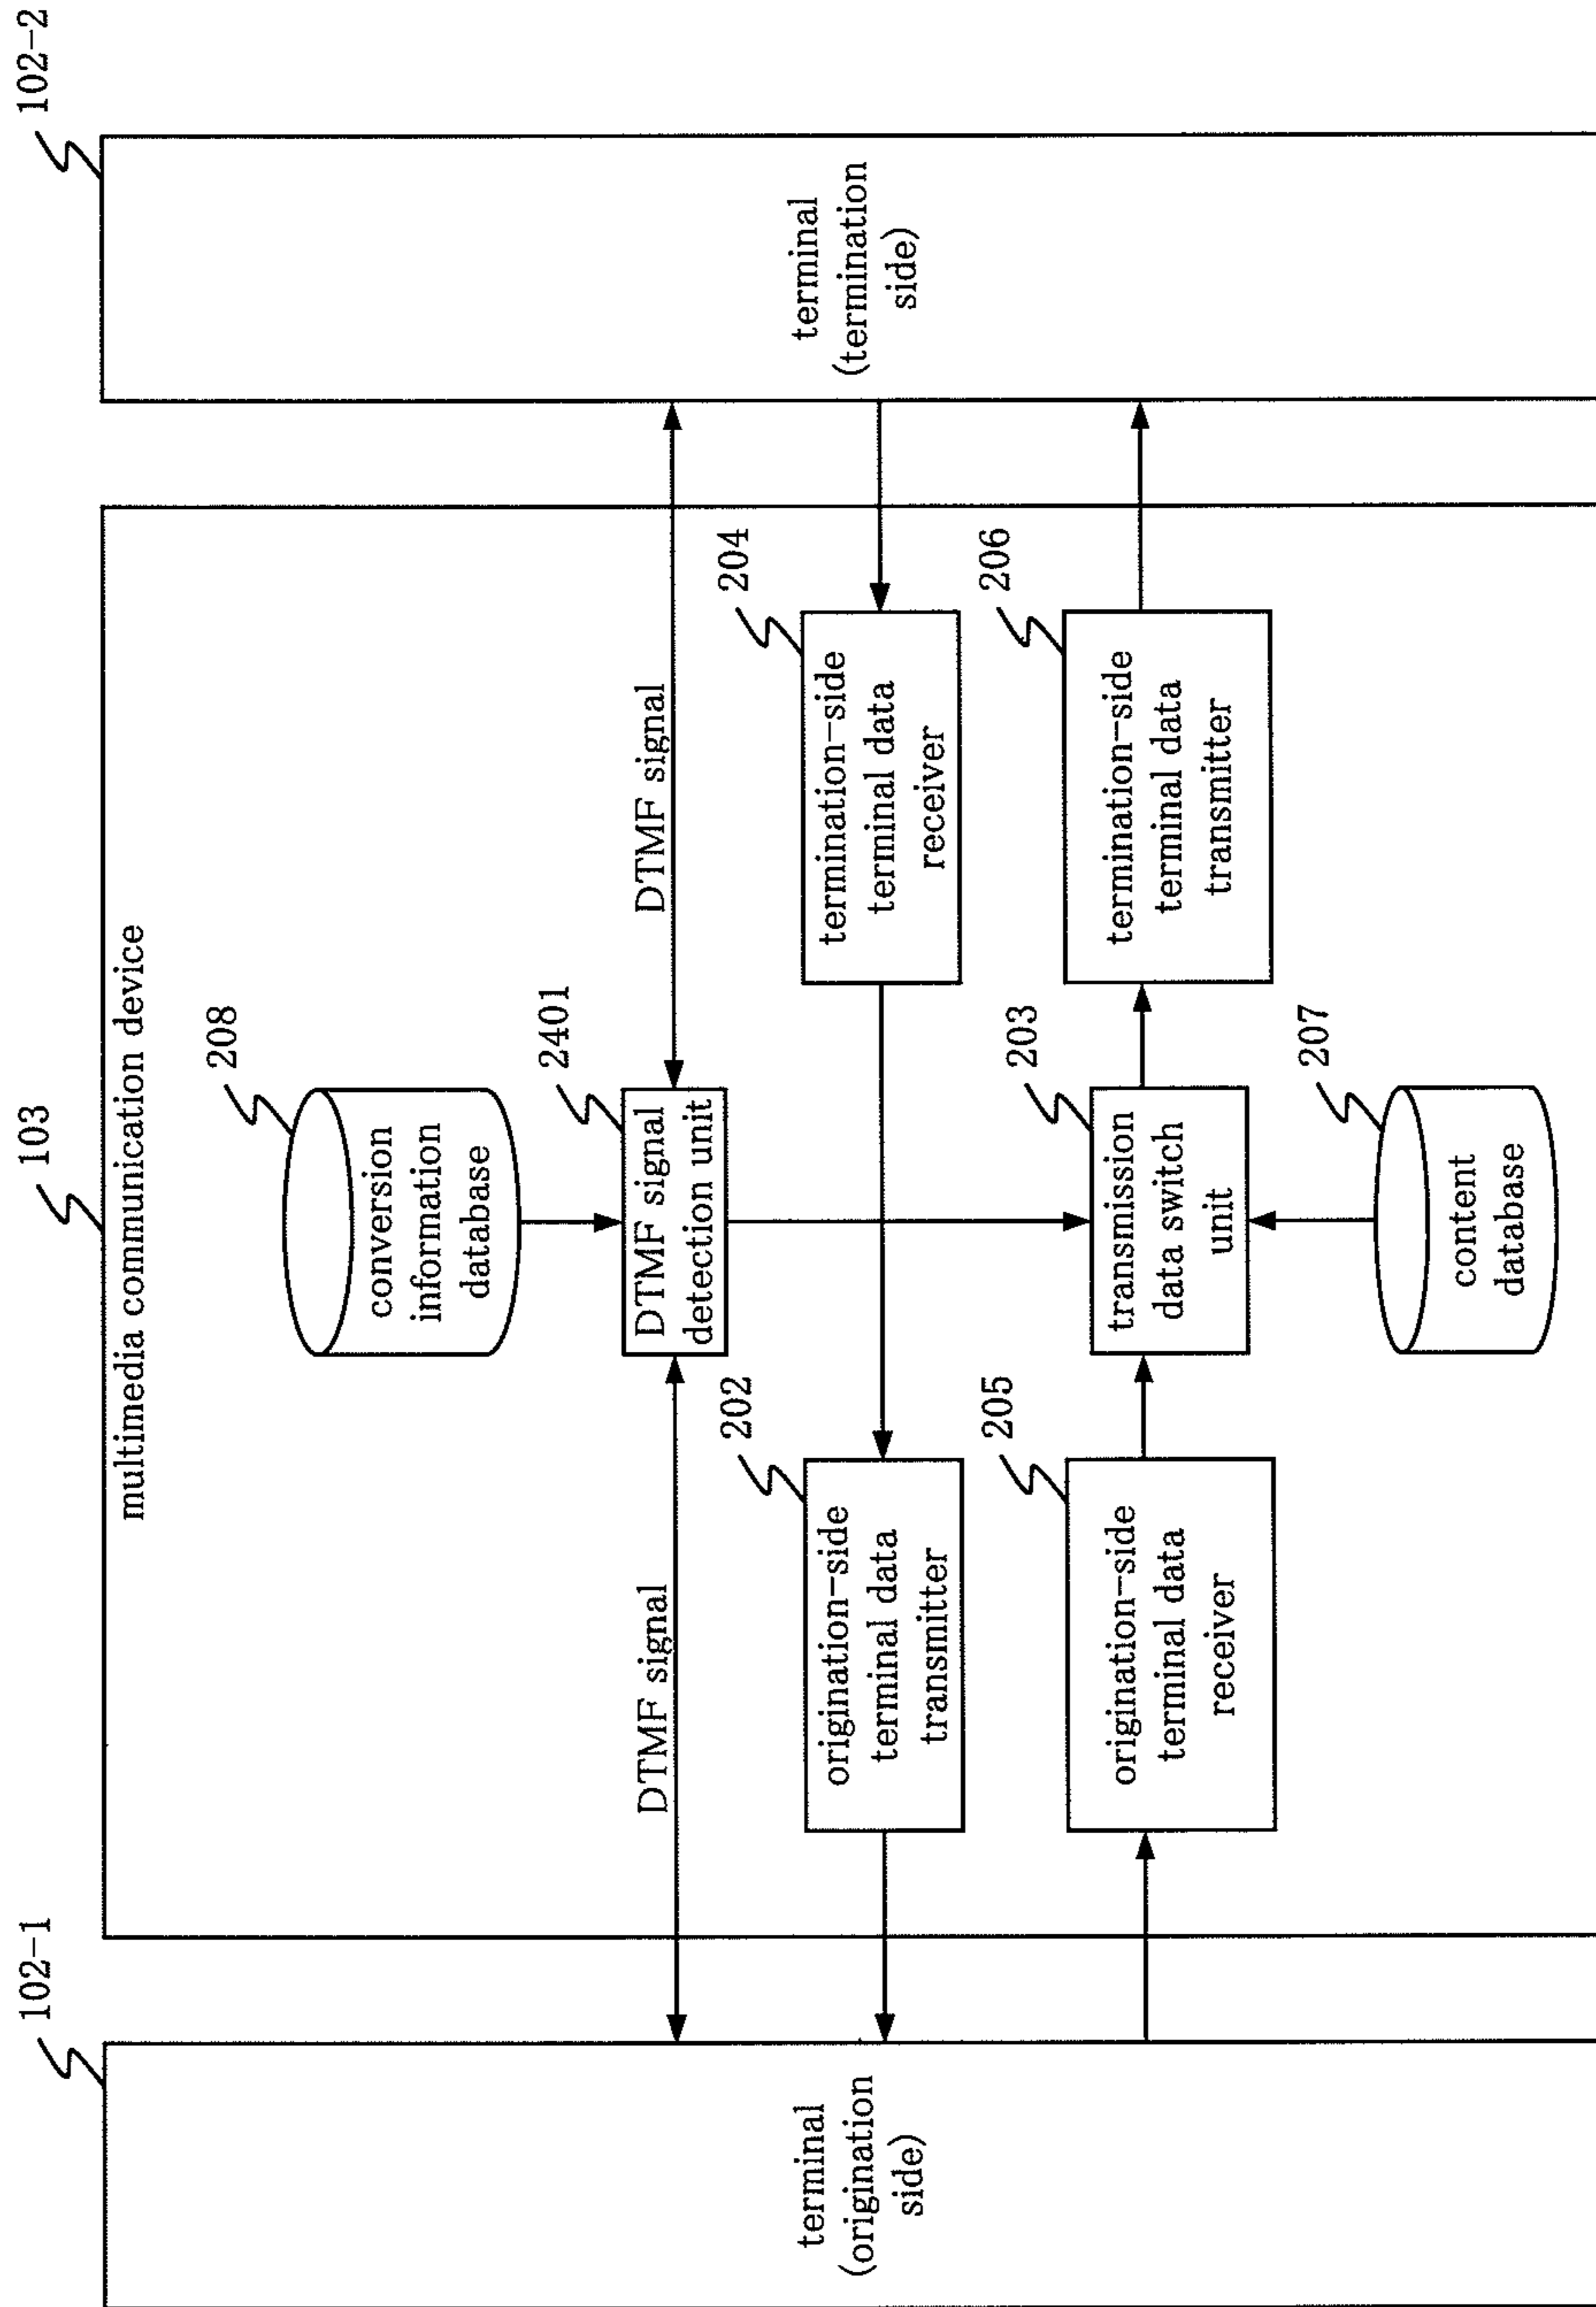 102-1
103
102-2
multimedia communication device
208
conversion
information
database
2401
DTMF signal
detection unit
DTMF signal
DTMF signal
terminal
(origination
side)
terminal
(termination
side)
202
origination-side
terminal data
transmitter
204
termination-side
terminal data
receiver
205
origination-side
terminal data
receiver
203
transmission
data switch
unit
206
termination-side
terminal data
transmitter
207
content
database